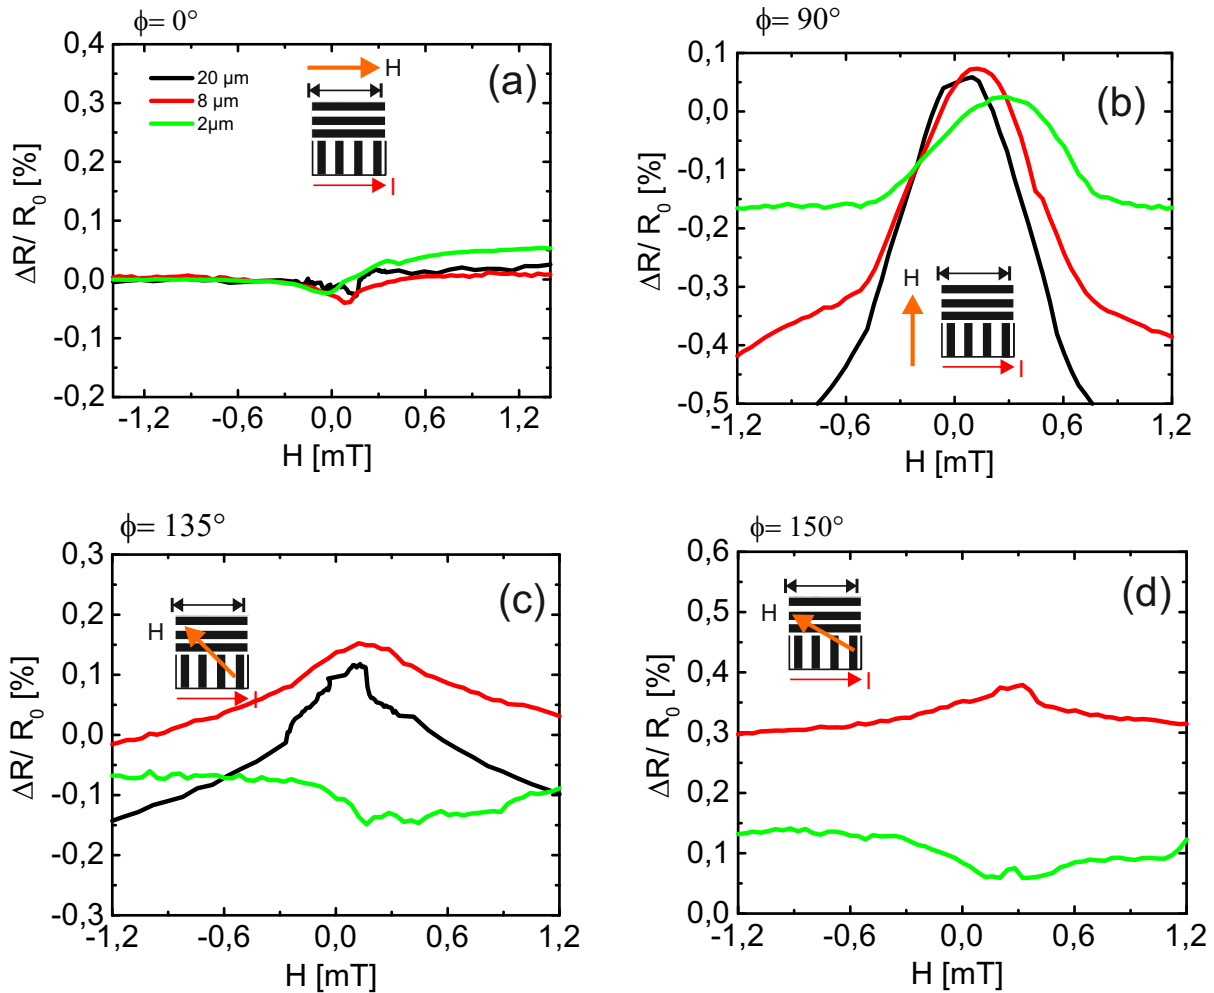 ϕ= 0°
0,4
0,3
0,2
0,1
0,0
-0,1
-0,2
-1,2 -0,6 0,0 0,6 1,2
ΔR/ R0 [%]
H [mT]
20 µm
8 µm
2µm
H
I
(a)
ϕ= 90°
0,1
0,0
-0,1
-0,2
-0,3
-0,4
-0,5
-1,2 -0,6 0,0 0,6 1,2
ΔR/ R0 [%]
H [mT]
H
I
(b)
ϕ= 135°
0,3
0,2
0,1
0,0
-0,1
-0,2
-0,3
-1,2 -0,6 0,0 0,6 1,2
ΔR/ R0 [%]
H [mT]
H
I
(c)
ϕ= 150°
0,6
0,5
0,4
0,3
0,2
0,1
0,0
-1,2 -0,6 0,0 0,6 1,2
ΔR/ R0 [%]
H [mT]
H
I
(d)